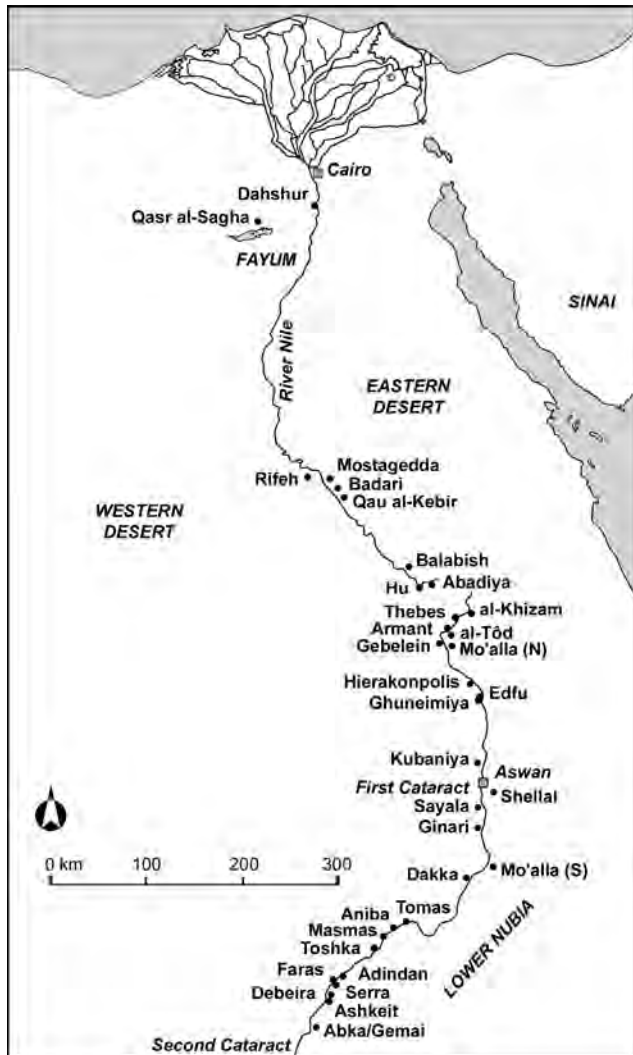 Cairo
Dahshur
Qasr al-Sagha
FAYUM
SINAI
River Nile
EASTERN
DESERT
Mostagedda
Rifeh
Badari
Qau al-Kebir
WESTERN
DESERT
Balabish
Hu
Abadiya
Thebes
al-Khizam
Armant
al-Tôd
Gebelein
Mo'alla (N)
Hierakonpolis
Edfu
Ghuneimiya
Kubaniya
Aswan
First Cataract
Shellal
Sayala
Ginari
0 km
100
200
300
Mo'alla (S)
Dakka
Tomas
Aniba
Masmas
Toshka
LOWER NUBIA
Faras
Adindan
Debeira
Serra
Ashkeit
Abka/Gemai
Second Cataract